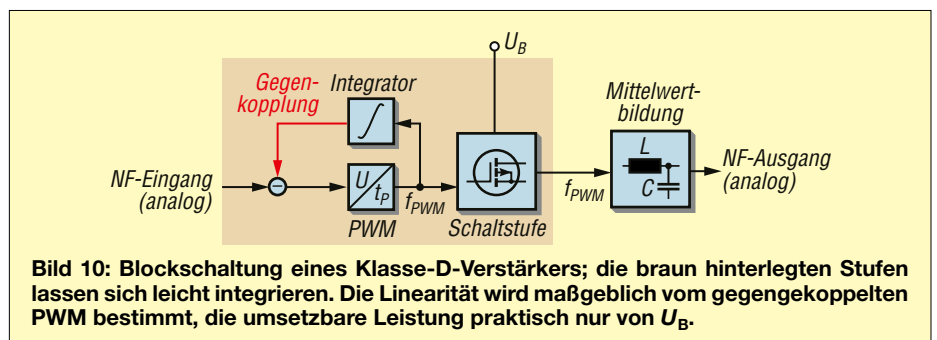 U_B
Gegen-
kopplung
Integrator
Mittelwert-
bildung
NF-Eingang
(analog)
U/t_P
PWM
f_PWM
Schaltstufe
f_PWM
L
C
NF-Ausgang
(analog)
Bild 10: Blockschaltung eines Klasse-D-Verstärkers; die braun hinterlegten Stufen
lassen sich leicht integrieren. Die Linearität wird maßgeblich vom gegengekoppelten
PWM bestimmt, die umsetzbare Leistung praktisch nur von U_B.